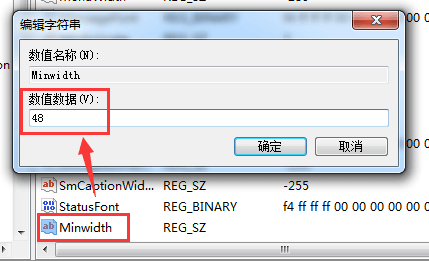 REG_SZ
编辑字符串
数值名称(N):
Minwidth
数值数据(V):
48
确定
取消
SmCaptionWid... REG_SZ -255
StatusFont REG_BINARY f4 ff ff ff 00 00 00 00 00
Minwidth REG_SZ